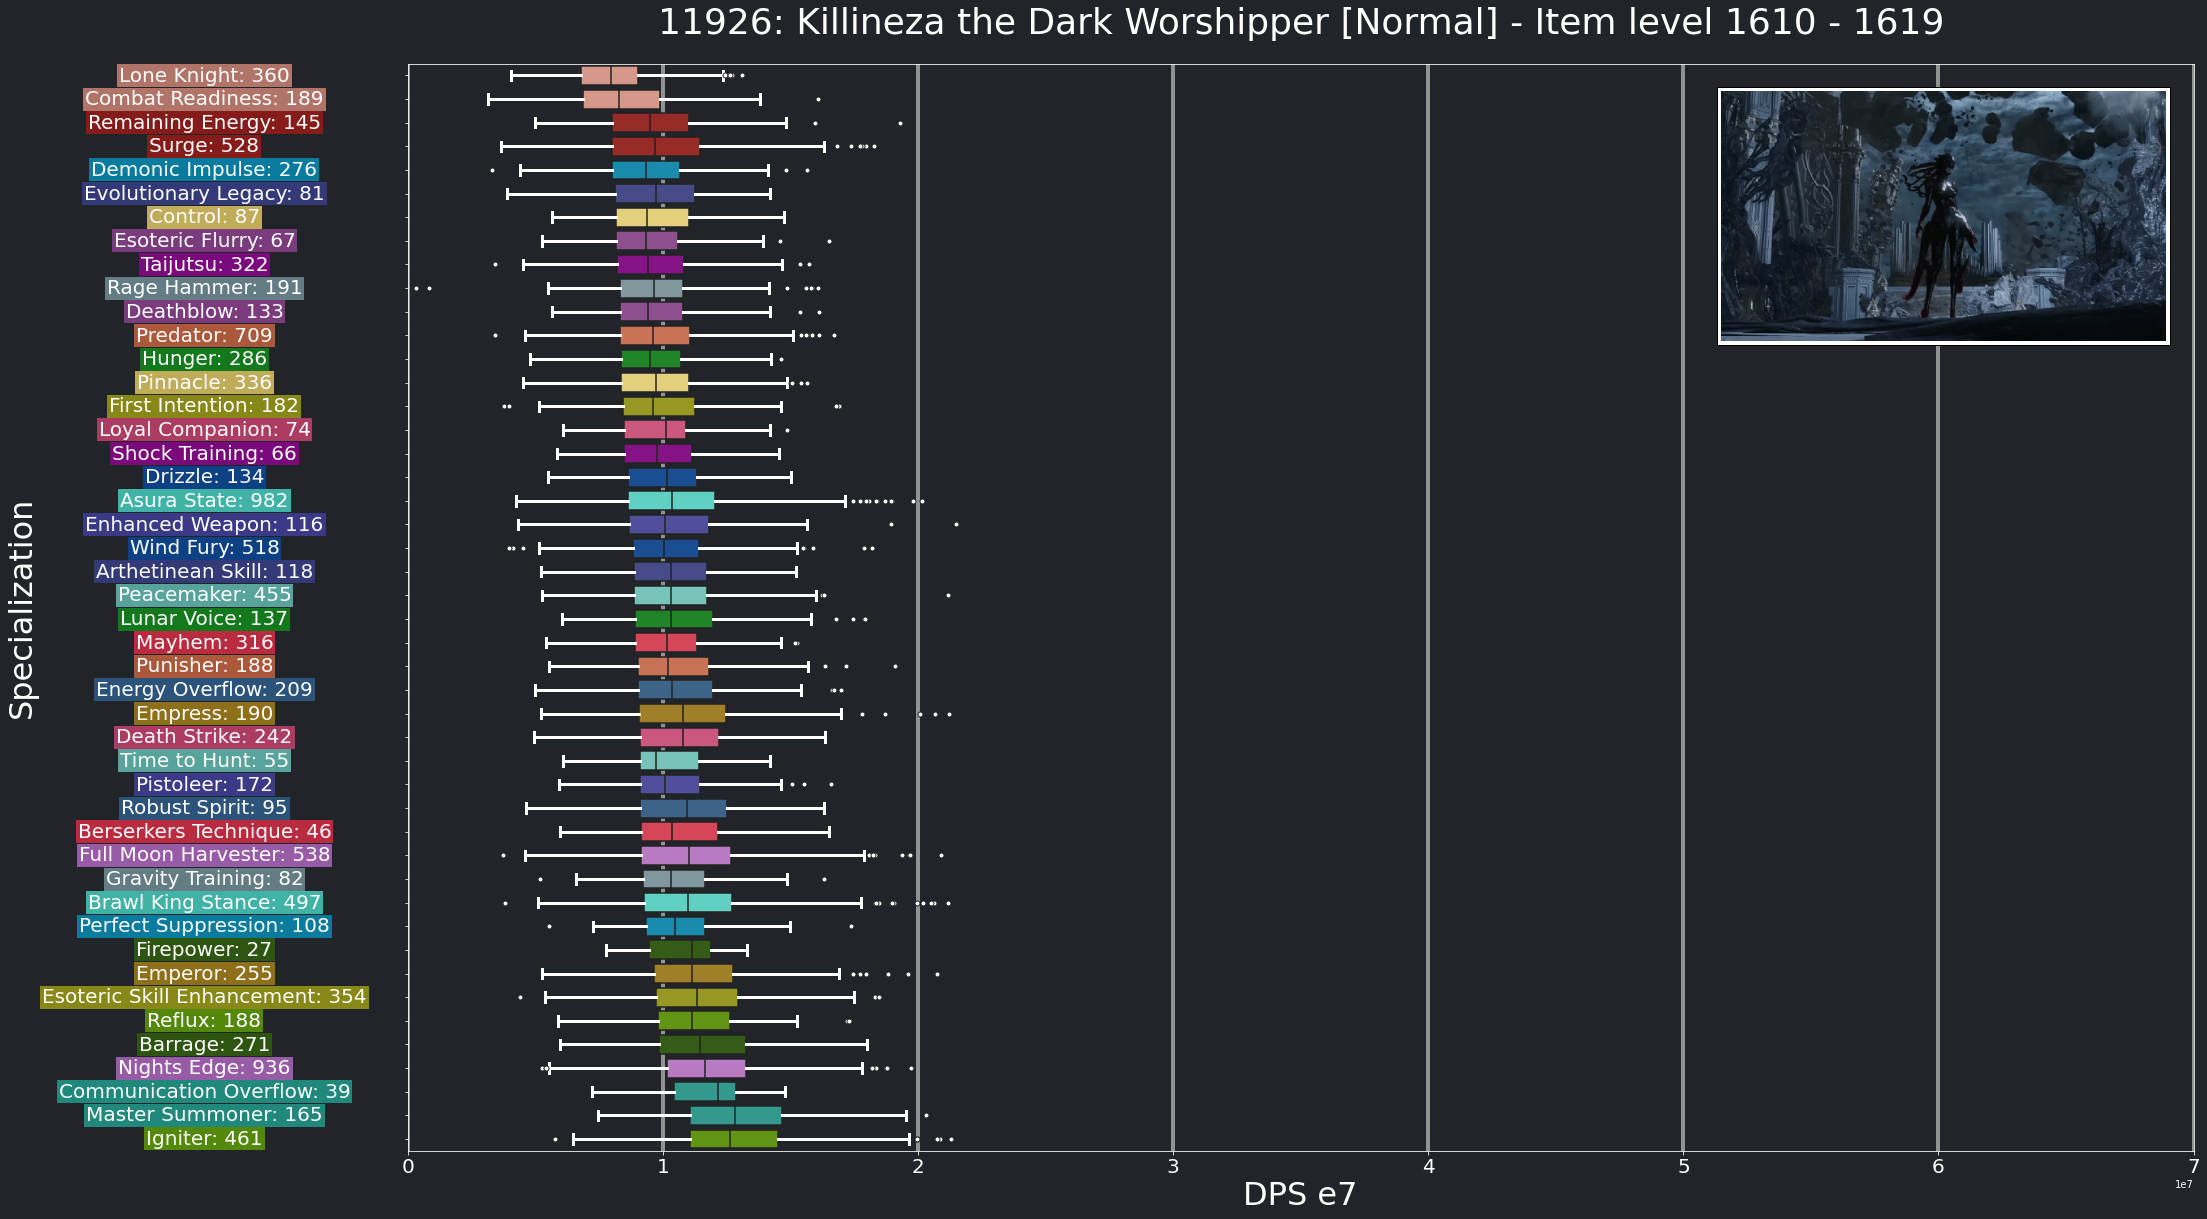 11926: Killineza the Dark Worshipper [Normal] - Item level 1610 - 1619
Lone Knight: 360
Combat Readiness: 189
Remaining Energy: 145
Surge: 528
Demonic Impulse: 276
Evolutionary Legacy: 81
Control: 87
Esoteric Flurry: 67
Taijutsu: 322
Rage Hammer: 191
Deathblow: 133
Predator: 709
Hunger: 286
Pinnacle: 336
First Intention: 182
Loyal Companion: 74
Shock Training: 66
Drizzle: 134
Asura State: 982
Enhanced Weapon: 116
Wind Fury: 518
Arthetinean Skill: 118
Peacemaker: 455
Lunar Voice: 137
Mayhem: 316
Punisher: 188
Energy Overflow: 209
Empress: 190
Death Strike: 242
Time to Hunt: 55
Pistoleer: 172
Robust Spirit: 95
Berserkers Technique: 46
Full Moon Harvester: 538
Gravity Training: 82
Brawl King Stance: 497
Perfect Suppression: 108
Firepower: 27
Emperor: 255
Esoteric Skill Enhancement: 354
Reflux: 188
Barrage: 271
Nights Edge: 936
Communication Overflow: 39
Master Summoner: 165
Igniter: 461
Specialization
0 1 2 3 4 5 6 7
1e7
DPS e7